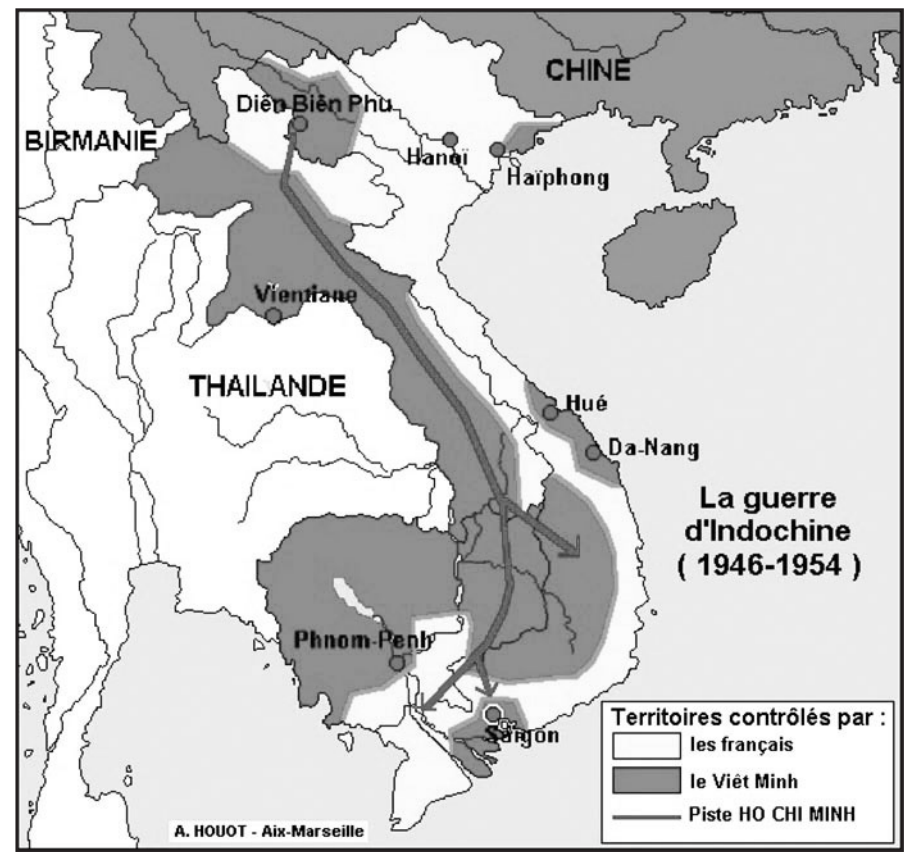 CHINE
Diên Biên Phu
BIRMANIE
Hanoï
Haïphong
Vientiane
THAILANDE
Hué
Da-Nang
La guerre
d'Indochine
( 1946-1954 )
Phnom-Penh
Saïgon
Territoires contrôlés par :
les français
le Viêt Minh
Piste HO CHI MINH
A. HOUOT - Aix-Marseille